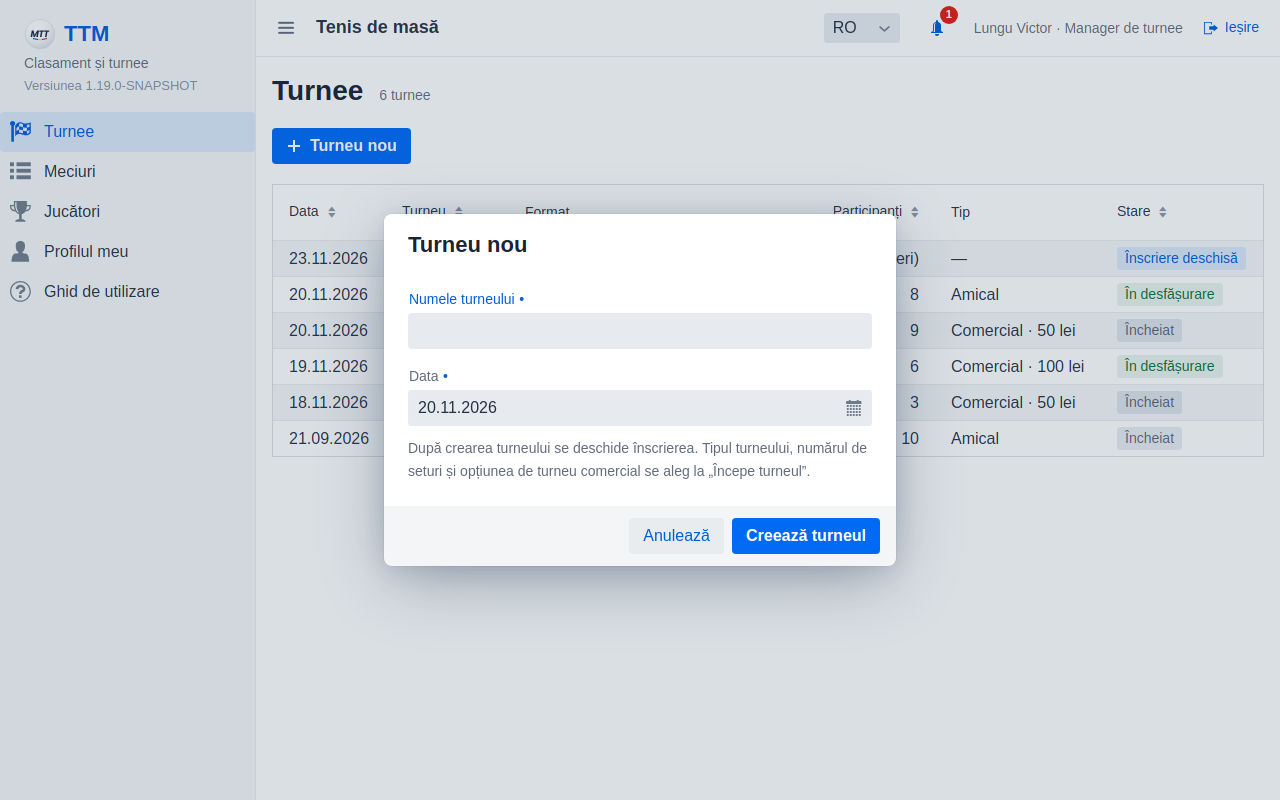 MTT TTM
Clasament și turnee
Versiunea 1.19.0-SNAPSHOT
Turnee
Meciuri
Jucători
Profilul meu
Ghid de utilizare
Tenis de masă
RO
1
Lungu Victor · Manager de turnee
Ieșire
Turnee 6 turnee
Turneu nou
Data Turneu Format Participanți Tip Stare
23.11.2026 eri) — Înscriere deschisă
20.11.2026 8 Amical În desfășurare
20.11.2026 9 Comercial · 50 lei Încheiat
19.11.2026 6 Comercial · 100 lei În desfășurare
18.11.2026 3 Comercial · 50 lei Încheiat
21.09.2026 10 Amical Încheiat
Turneu nou
Numele turneului •
Data •
20.11.2026
După crearea turneului se deschide înscrierea. Tipul turneului, numărul de
seturi și opțiunea de turneu comercial se aleg la „Începe turneul”.
Anulează
Creează turneul